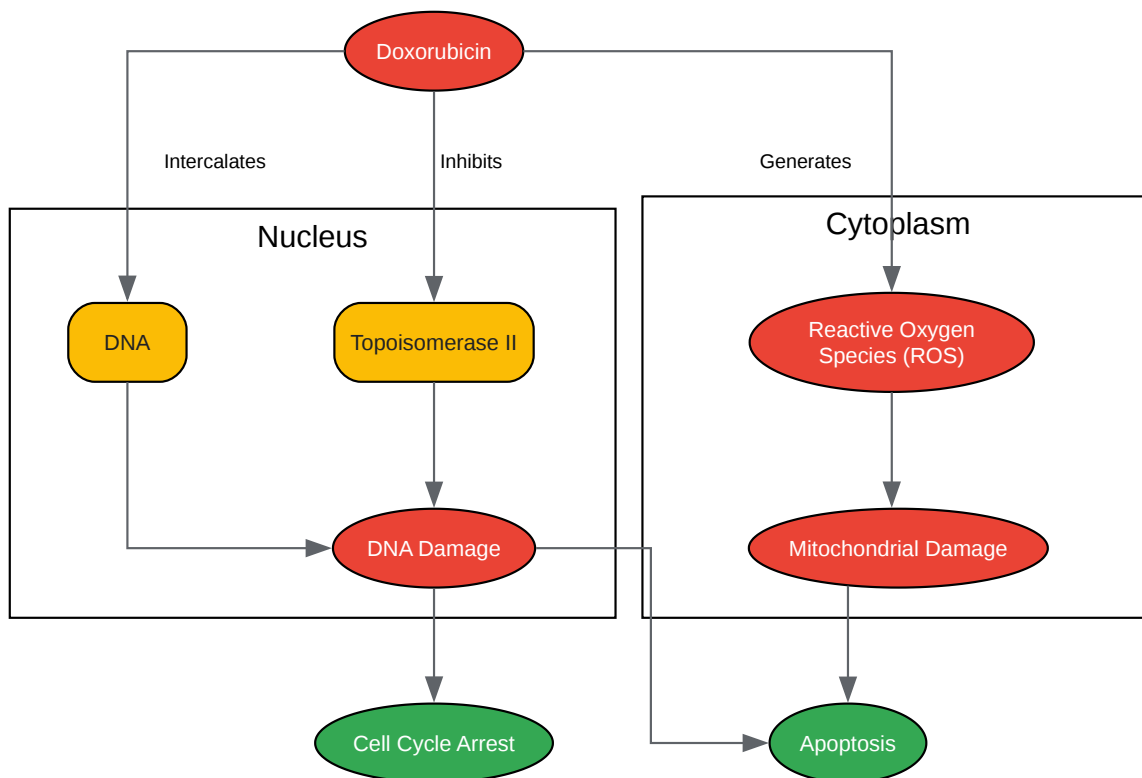 Doxorubicin
Intercalates
Inhibits
Generates
Nucleus
Cytoplasm
DNA
Topoisomerase II
Reactive Oxygen
Species (ROS)
DNA Damage
Mitochondrial Damage
Cell Cycle Arrest
Apoptosis